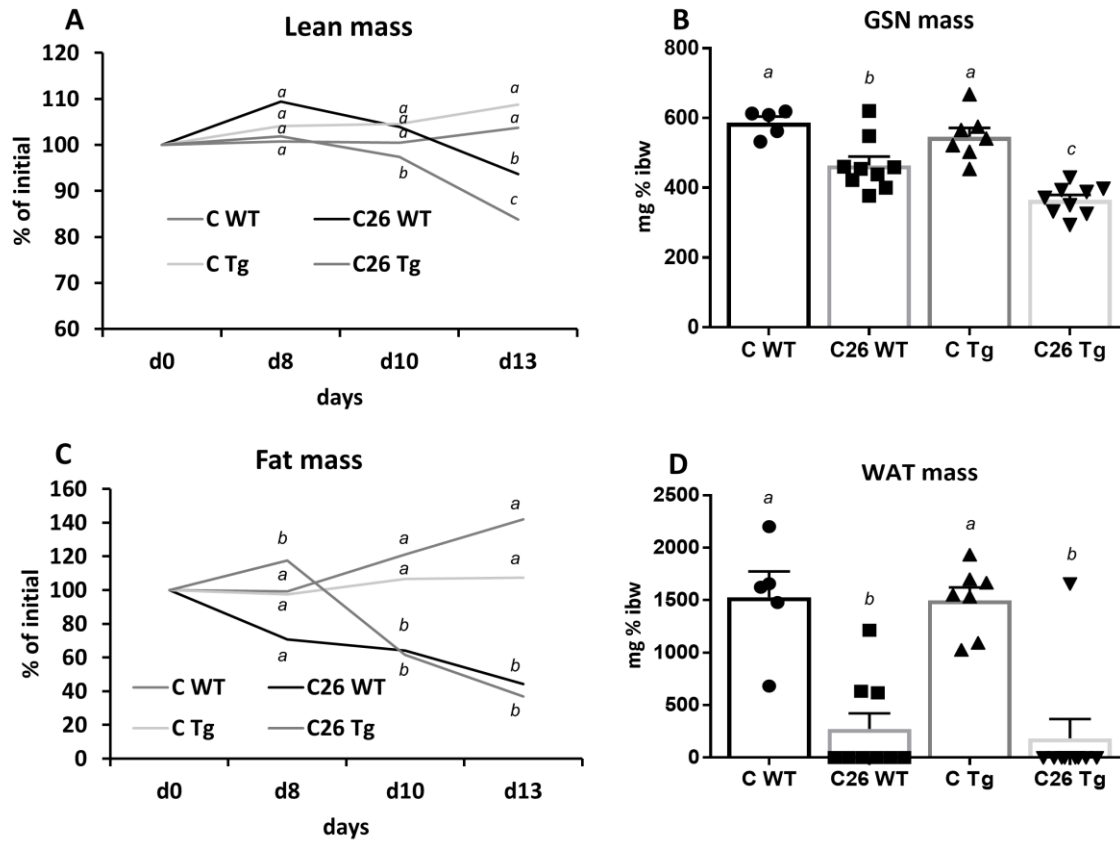 A
Lean mass
% of initial
120
110
100
90
80
70
60
a
a
a
a
a
a
a
b
a
a
b
c
C WT
C26 WT
C Tg
C26 Tg
d0
d8
d10
d13
days
B
GSN mass
mg % ibw
800
600
400
200
0
a
b
a
c
C WT
C26 WT
C Tg
C26 Tg
C
Fat mass
% of initial
160
140
120
100
80
60
40
20
0
b
a
a
a
a
a
b
b
a
a
b
b
C WT
C26 WT
C Tg
C26 Tg
d0
d8
d10
d13
days
D
WAT mass
mg % ibw
2500
2000
1500
1000
500
0
a
b
a
b
C WT
C26 WT
C Tg
C26 Tg